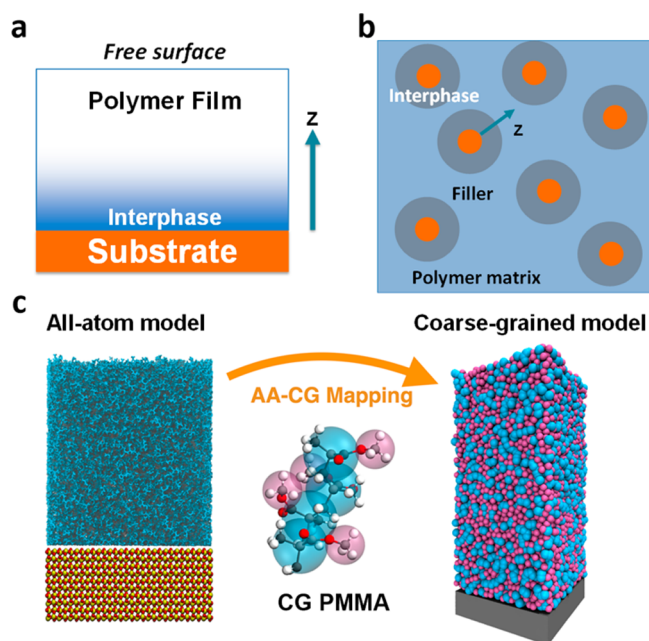 a
Free surface
Polymer Film
z
Interphase
Substrate
b
Interphase
z
Filler
Polymer matrix
c
All-atom model
Coarse-grained model
AA-CG Mapping
CG PMMA